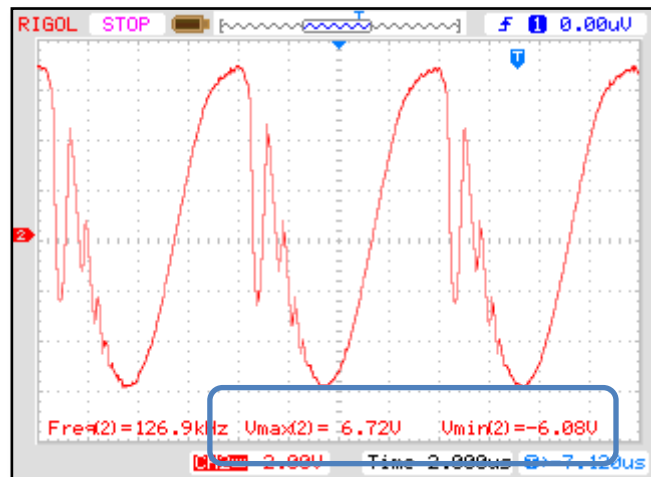 RIGOL STOP T 1 0.00uV
T
2
Freq(2)=126.9kHz Vmax(2)= 6.72V Vmin(2)=-6.08V
CH2 2.00V Time 2.000us T→ 7.120us